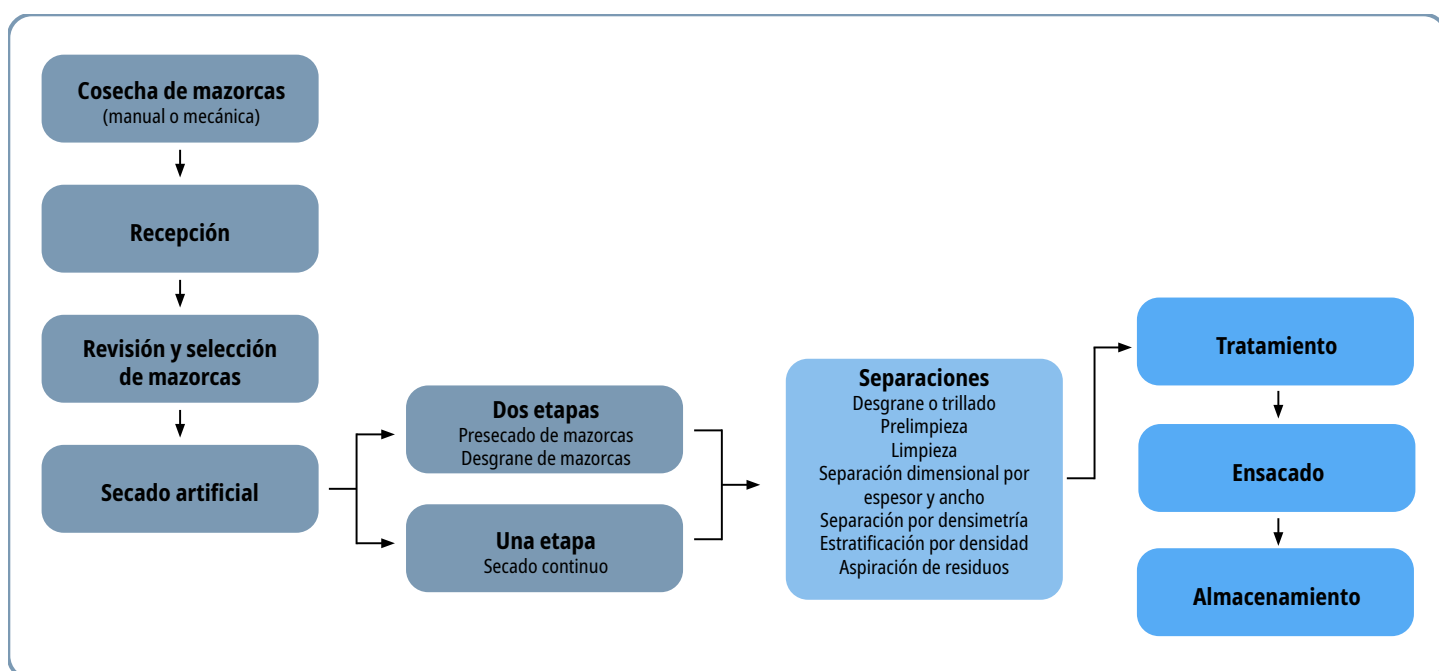 Cosecha de mazorcas
(manual o mecánica)
Recepción
Revisión y selección
de mazorcas
Secado artificial
Dos etapas
Presecado de mazorcas
Desgrane de mazorcas
Una etapa
Secado continuo
Separaciones
Desgrane o trillado
Prelimpieza
Limpieza
Separación dimensional por
espesor y ancho
Separación por densimetría
Estratificación por densidad
Aspiración de residuos
Tratamiento
Ensacado
Almacenamiento